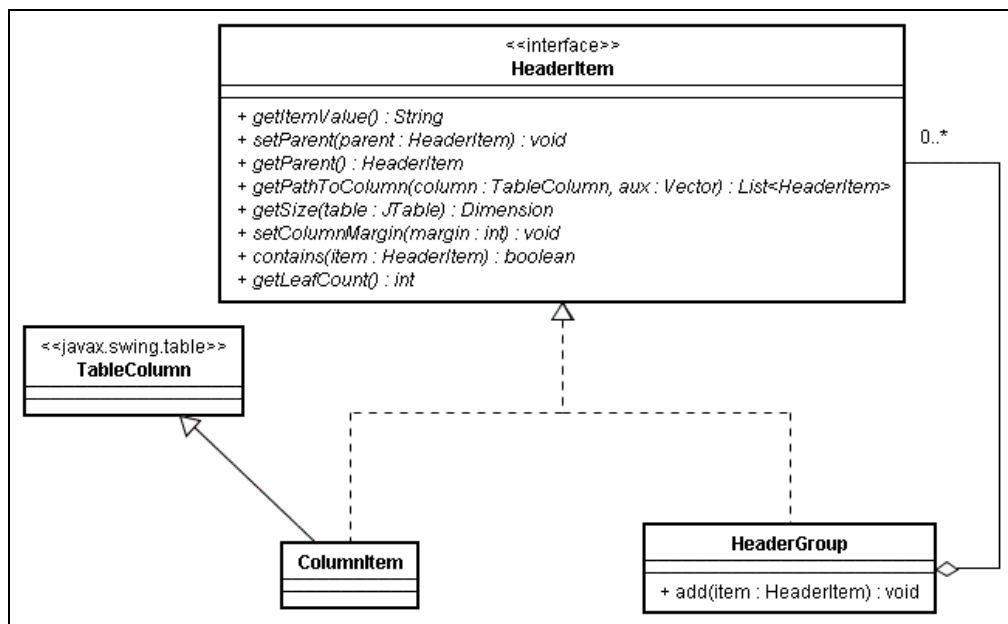 <<interface>>
HeaderItem
+ getItemValue() : String
+ setParent(parent : HeaderItem) : void
+ getParent() : HeaderItem
+ getPathToColumn(column : TableColumn, aux : Vector) : List<HeaderItem>
+ getSize(table : JTable) : Dimension
+ setColumnMargin(margin : int) : void
+ contains(item : HeaderItem) : boolean
+ getLeafCount() : int
0..*
<<javax.swing.table>>
TableColumn
ColumnItem
HeaderGroup
+ add(item : HeaderItem) : void